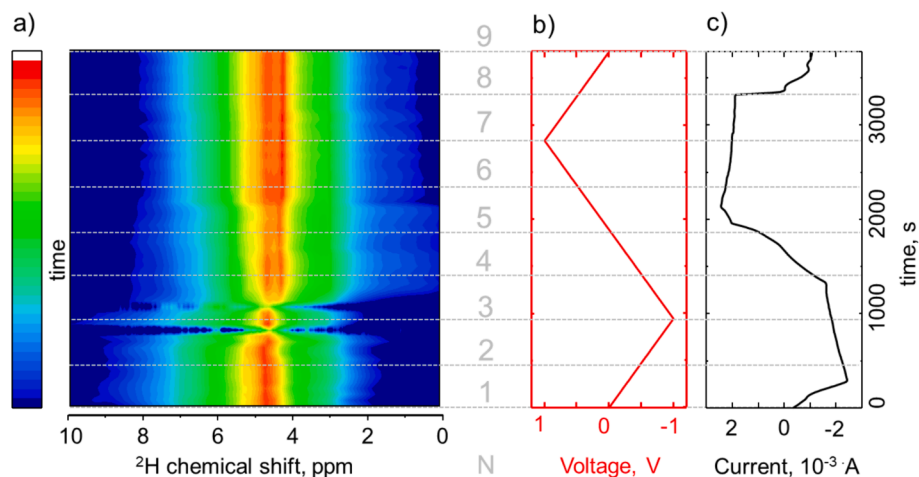 a)
b)
c)
time
9
8
7
6
5
4
3
2
1
N
10 8 6 4 2 0
²H chemical shift, ppm
1 0 -1
Voltage, V
2 0 -2
Current, 10⁻³·A
3000
2000
1000
0
time, s